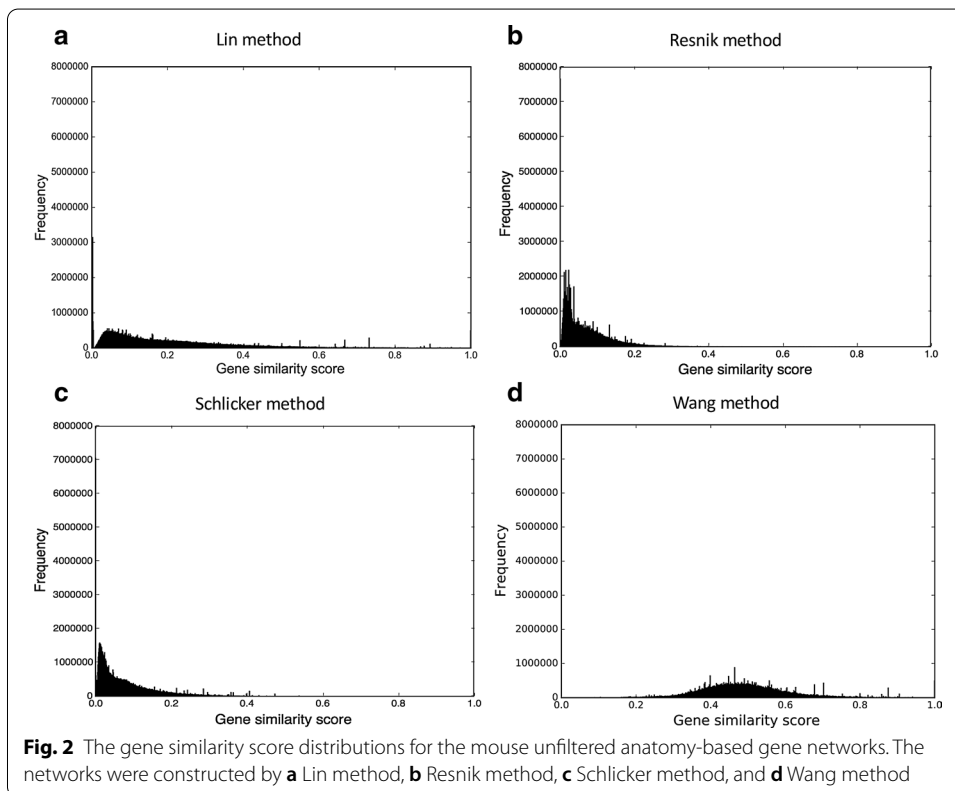 a
Lin method
8000000
7000000
6000000
5000000
4000000
3000000
2000000
1000000
0
Frequency
0.0 0.2 0.4 0.6 0.8 1.0
Gene similarity score
b
Resnik method
8000000
7000000
6000000
5000000
4000000
3000000
2000000
1000000
0
Frequency
0.0 0.2 0.4 0.6 0.8 1.0
Gene similarity score
c
Schlicker method
8000000
7000000
6000000
5000000
4000000
3000000
2000000
1000000
0
Frequency
0.0 0.2 0.4 0.6 0.8 1.0
Gene similarity score
d
Wang method
8000000
7000000
6000000
5000000
4000000
3000000
2000000
1000000
0
Frequency
0.0 0.2 0.4 0.6 0.8 1.0
Gene similarity score
Fig. 2 The gene similarity score distributions for the mouse unfiltered anatomy-based gene networks. The
networks were constructed by a Lin method, b Resnik method, c Schlicker method, and d Wang method